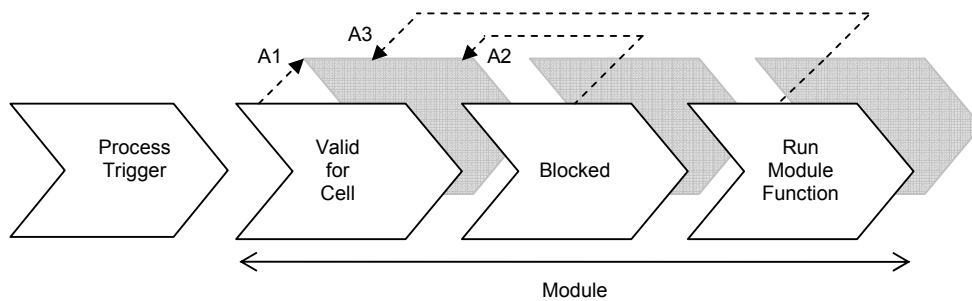 A3
A1
A2
Process
Trigger
Valid
for
Cell
Blocked
Run
Module
Function
Module